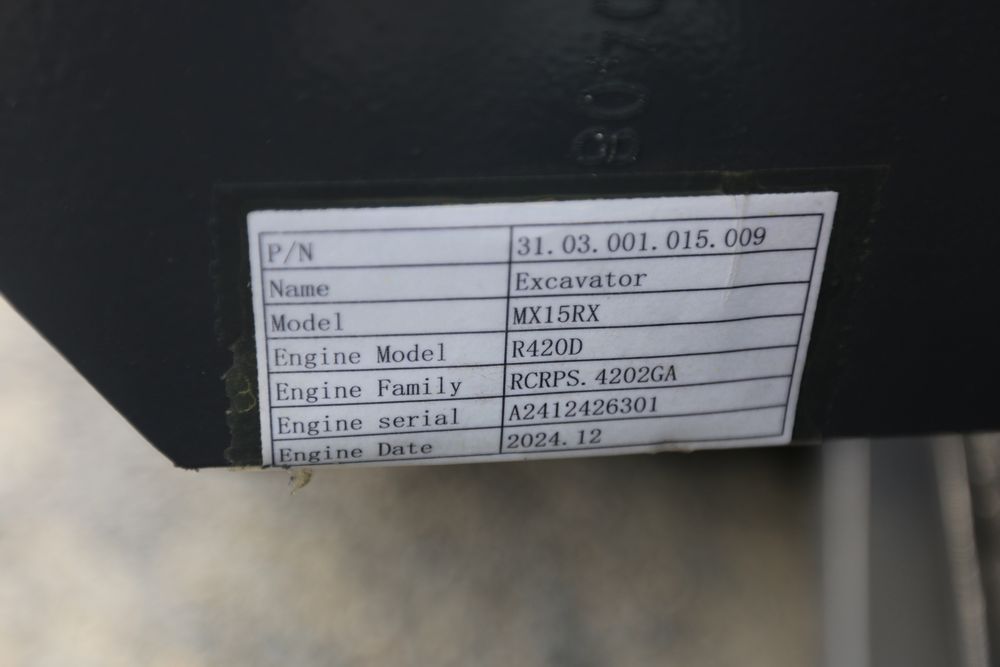 P/N 31.03.001.015.009
Name Excavator
Model MX15RX
Engine Model R420D
Engine Family RCRPS.4202GA
Engine serial A2412426301
Engine Date 2024.12